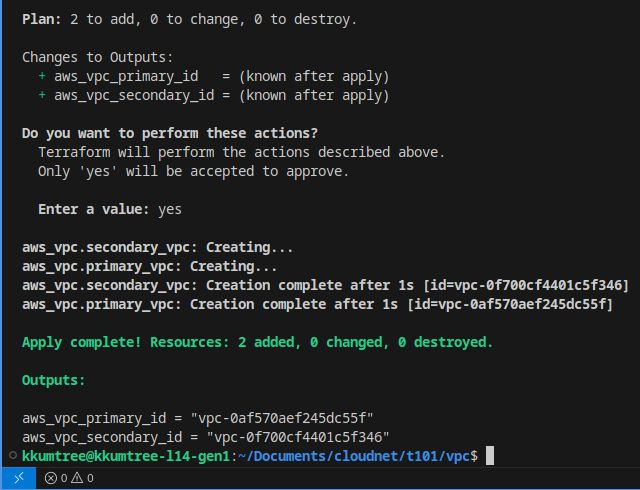 Plan: 2 to add, 0 to change, 0 to destroy.
Changes to Outputs:
+ aws_vpc_primary_id   = (known after apply)
+ aws_vpc_secondary_id = (known after apply)
Do you want to perform these actions?
Terraform will perform the actions described above.
Only 'yes' will be accepted to approve.
Enter a value: yes
aws_vpc.secondary_vpc: Creating...
aws_vpc.primary_vpc: Creating...
aws_vpc.secondary_vpc: Creation complete after 1s [id=vpc-0f700cf4401c5f346]
aws_vpc.primary_vpc: Creation complete after 1s [id=vpc-0af570aef245dc55f]
Apply complete! Resources: 2 added, 0 changed, 0 destroyed.
Outputs:
aws_vpc_primary_id = "vpc-0af570aef245dc55f"
aws_vpc_secondary_id = "vpc-0f700cf4401c5f346"
kkumtree@kkumtree-l14-gen1:~/Documents/cloudnet/t101/vpc$
0 0